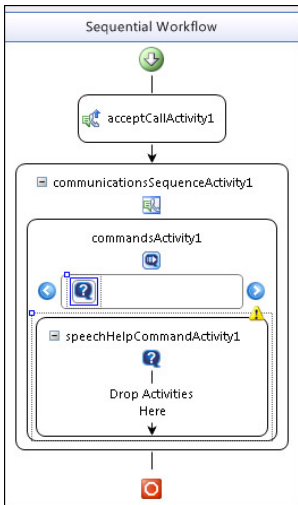 Sequential Workflow
acceptCallActivity1
communicationsSequenceActivity1
commandsActivity1
speechHelpCommandActivity1
Drop Activities
Here